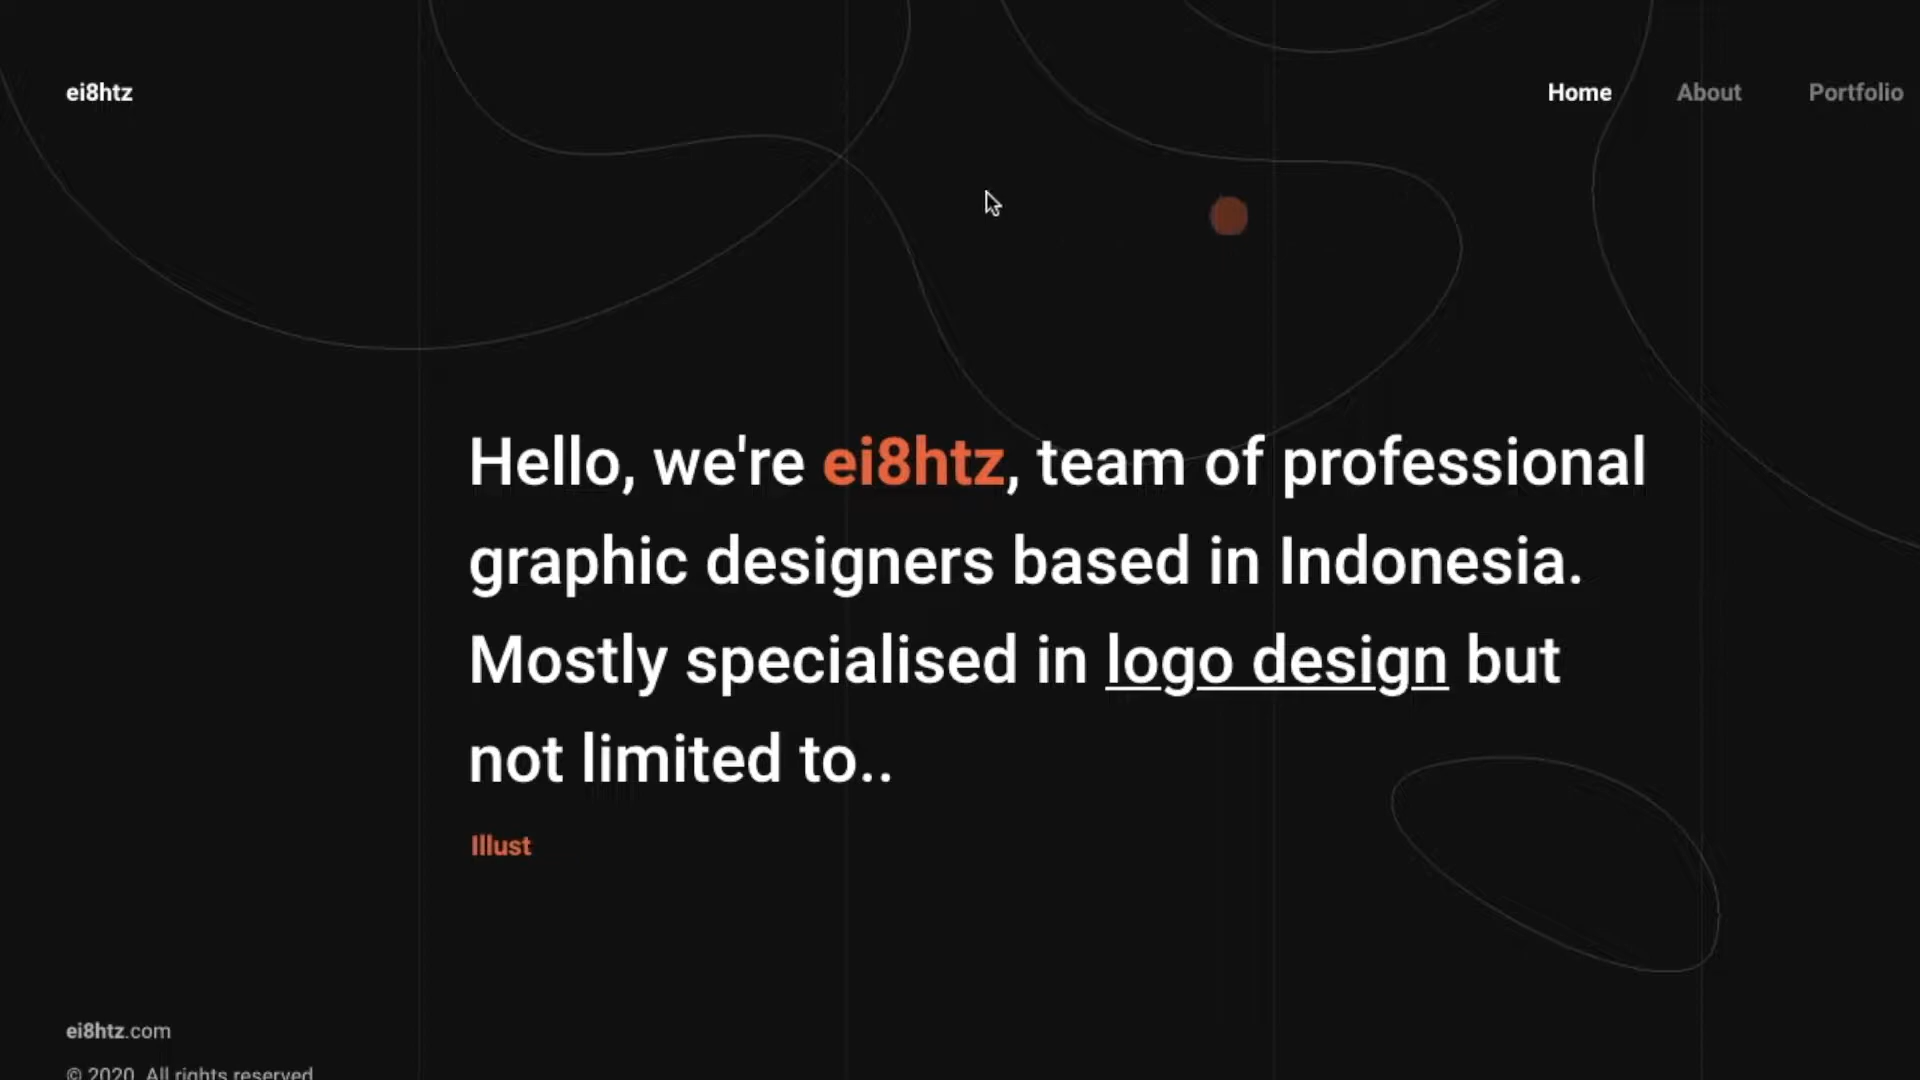 ei8htz
Home About Portfolio
Hello, we're ei8htz, team of professional
graphic designers based in Indonesia.
Mostly specialised in logo design but
not limited to..
Illust
ei8htz.com
© 2020. All rights reserved